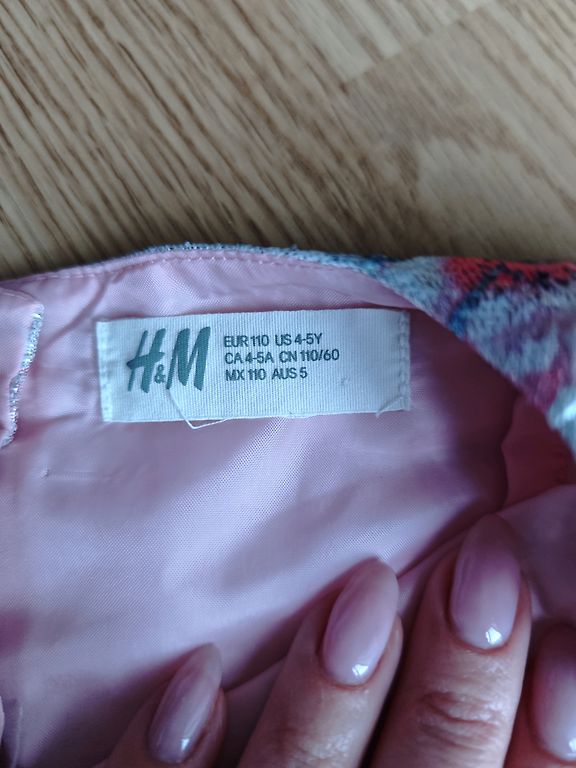 H&M
EUR 110 US 4-5Y
CA 4-5A CN 110/60
MX 110 AUS 5